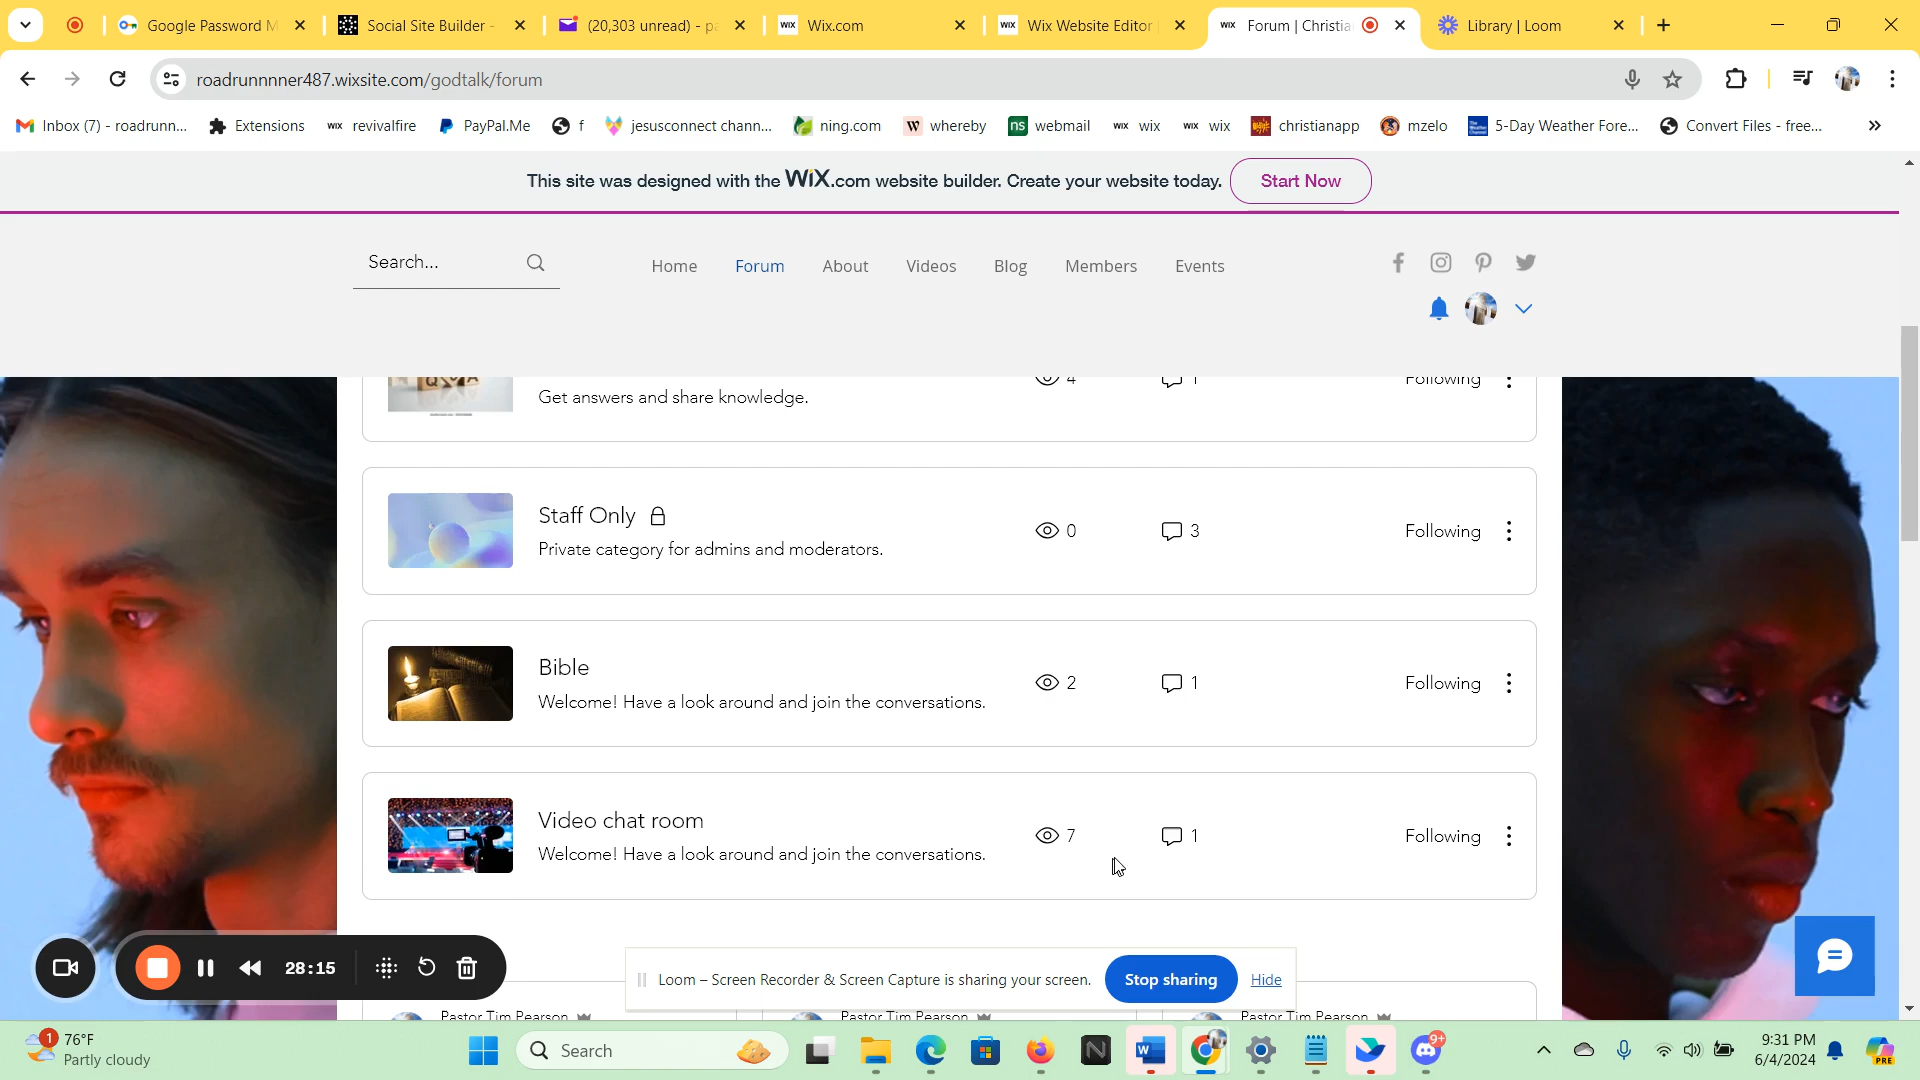 Google Password M
Social Site Builder -
(20,303 unread) - pa
Wix.com
Wix Website Editor
Forum | Christia
Library | Loom
roadrunnnner487.wixsite.com/godtalk/forum
Inbox (7) - roadrunn...
Extensions
revivalfire
PayPal.Me
f
jesusconnect chann...
ning.com
whereby
webmail
wix
wix
christianapp
mzelo
5-Day Weather Fore...
Convert Files - free...
This site was designed with the WiX.com website builder. Create your website today.
Start Now
Search...
Home
Forum
About
Videos
Blog
Members
Events
4
1
Following
Get answers and share knowledge.
Staff Only
Private category for admins and moderators.
0
3
Following
Bible
Welcome! Have a look around and join the conversations.
2
1
Following
Video chat room
Welcome! Have a look around and join the conversations.
7
1
Following
28:15
Loom – Screen Recorder & Screen Capture is sharing your screen.
Stop sharing
Hide
Pastor Tim Pearson
Pastor Tim Pearson
Pastor Tim Pearson
1
76°F
Partly cloudy
Search
9+
9:31 PM
6/4/2024
PRE